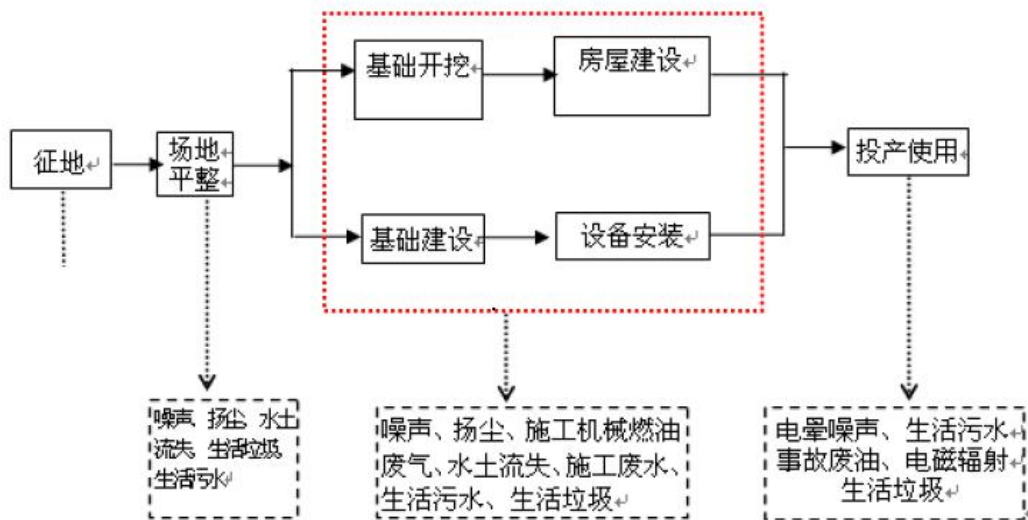 基础开挖
房屋建设
征地
场地
平整
投产使用
基础建设
设备安装
噪声、扬尘、水土
流失、生活垃圾、
生活污水
噪声、扬尘、施工机械燃油
废气、水土流失、施工废水、
生活污水、生活垃圾
电晕噪声、生活污水
事故废油、电磁辐射
生活垃圾